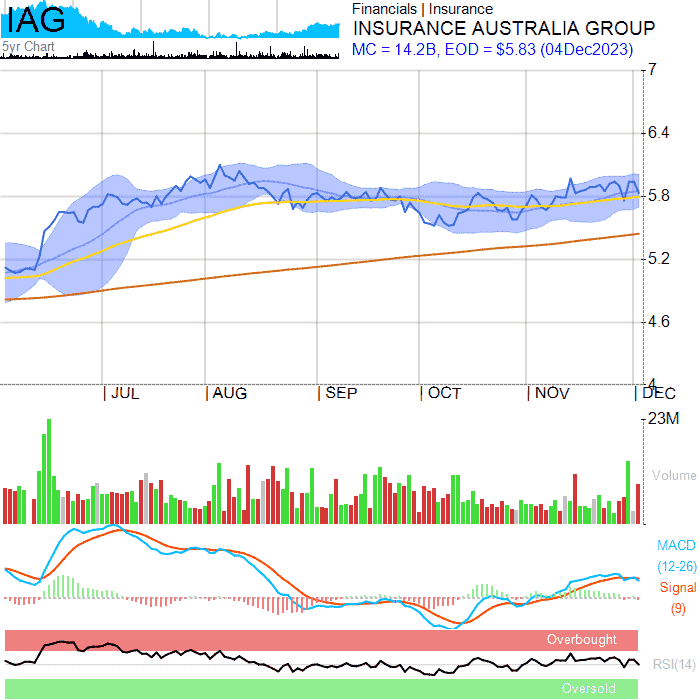 IAG
5yr Chart
Financials | Insurance
INSURANCE AUSTRALIA GROUP
MC = 14.2B, EOD = $5.83 (04Dec2023)
7
6.4
5.8
5.2
4.6
4
| JUL | AUG | SEP | OCT | NOV | DEC
23M
Volume
MACD
(12-26)
Signal
(9)
Overbought
RSI(14)
Oversold